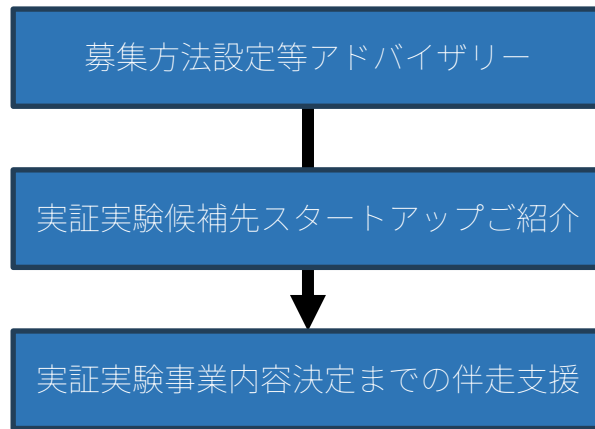 募集方法設定等アドバイザリー
実証実験候補先スタートアップご紹介
実証実験事業内容決定までの伴走支援